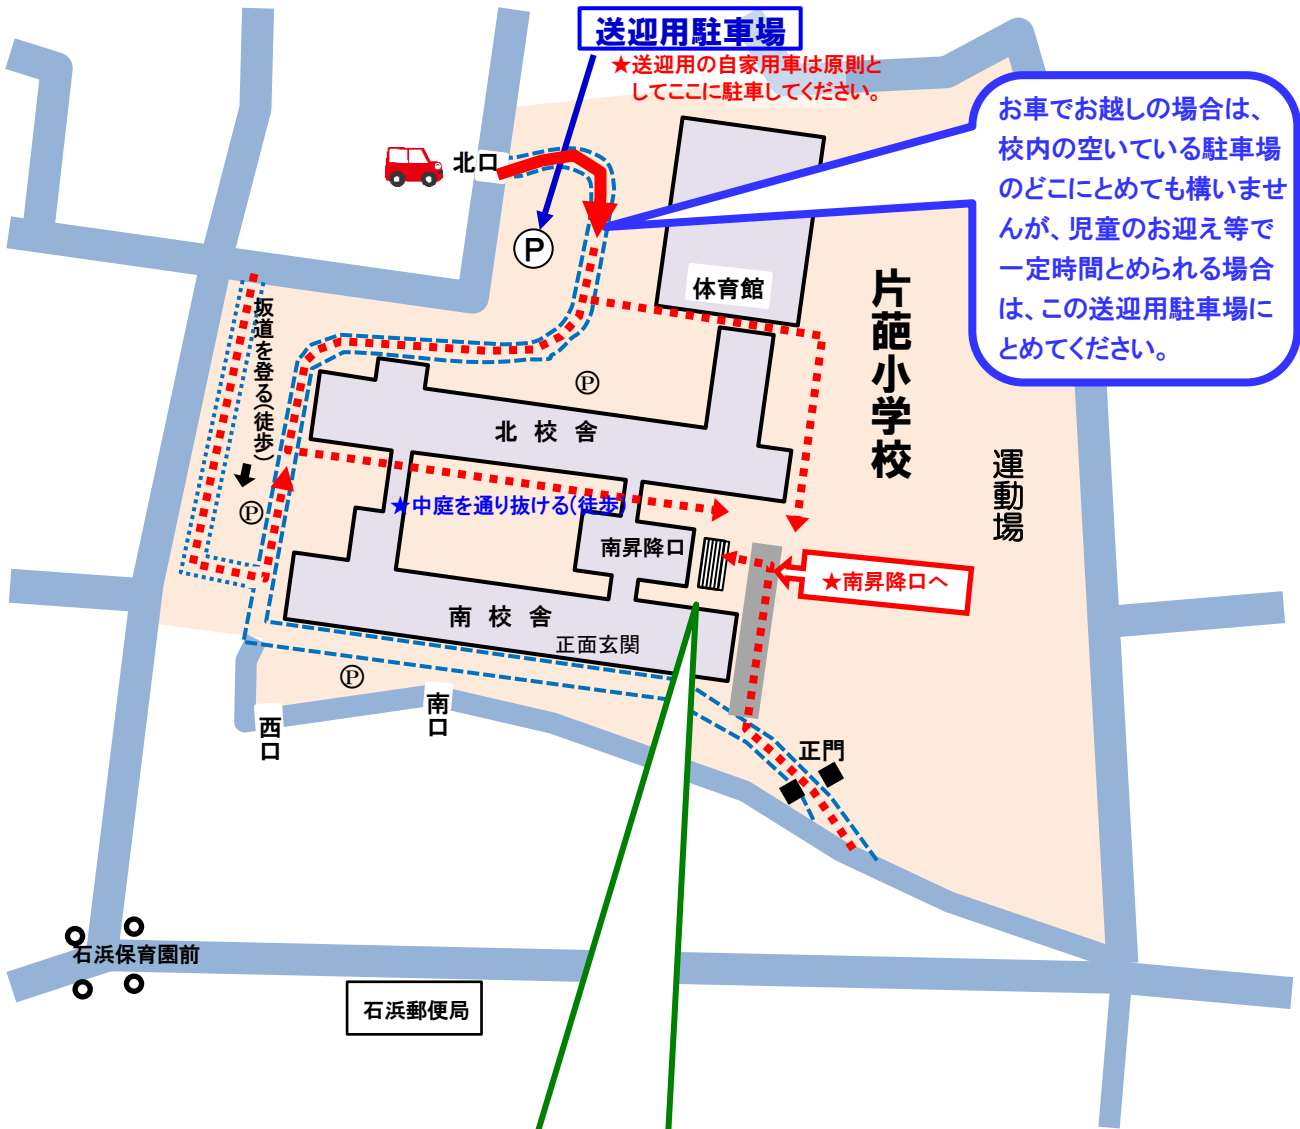 送迎用駐車場
★送迎用の自家用車は原則と
してここに駐車してください。
お車でお越しの場合は、
校内の空いている駐車場
のどこにとめても構いませ
んが、児童のお迎え等で
一定時間とめられる場合
は、この送迎用駐車場に
とめてください。
北口
P
体育館
片葩小学校
坂道を登る(徒歩)
P
北校舎
運動場
P
★中庭を通り抜ける(徒歩)
南昇降口
★南昇降口へ
南校舎
正面玄関
P
南口
西口
正門
石浜保育園前
石浜郵便局